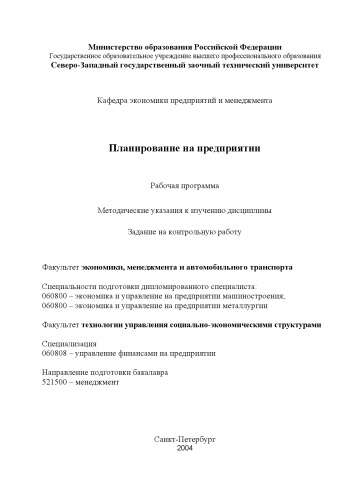 Министерство образования Российской Федерации
Государственное образовательное учреждение высшего профессионального образования
Северо-Западный государственный заочный технический университет
Кафедра экономики предприятий и менеджмента
Планирование на предприятии
Рабочая программа
Методические указания к изучению дисциплины
Задание на контрольную работу
Факультет экономики, менеджмента и автомобильного транспорта
Специальности подготовки дипломированного специалиста:
060800 – экономика и управление на предприятии машиностроения,
060800 – экономика и управление на предприятии металлургии
Факультет технологии управления социально-экономическими структурами
Специализация
060808 – управление финансами на предприятии
Направление подготовки бакалавра
521500 – менеджмент
Санкт-Петербург
2004